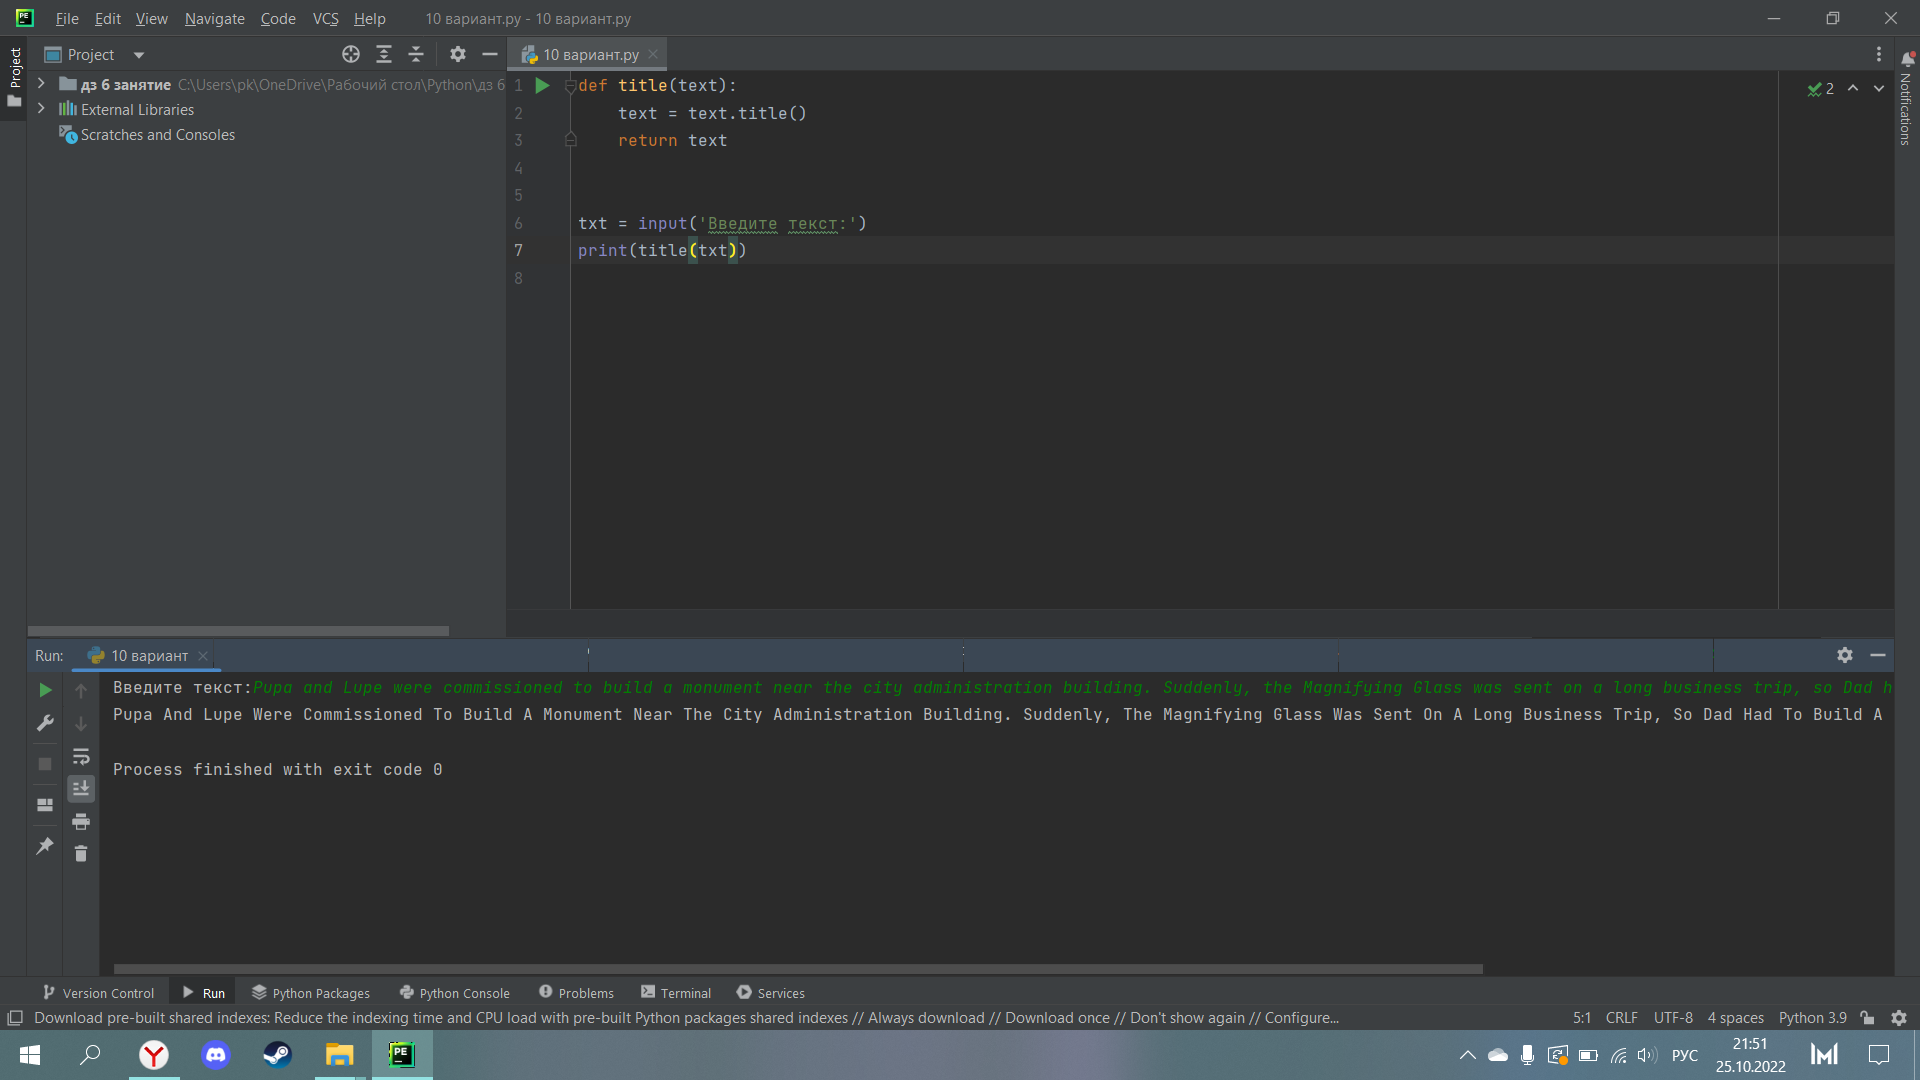 File Edit View Navigate Code VCS Help 10 вариант.py - 10 вариант.py
Project
Project
10 вариант.py
Notifications
дз 6 занятие C:\Users\pk\OneDrive\Рабочий стол\Python\дз 6
External Libraries
Scratches and Consoles
1 def title(text):
2 text = text.title()
3 return text
4
5
6 txt = input('Введите текст:')
7 print(title(txt))
8
2
Run: 10 вариант
Введите текст:Pupa and Lupe were commissioned to build a monument near the city administration building. Suddenly, the Magnifying Glass was sent on a long business trip, so Dad h
Pupa And Lupe Were Commissioned To Build A Monument Near The City Administration Building. Suddenly, The Magnifying Glass Was Sent On A Long Business Trip, So Dad Had To Build A
Process finished with exit code 0
Version Control Run Python Packages Python Console Problems Terminal Services
Download pre-built shared indexes: Reduce the indexing time and CPU load with pre-built Python packages shared indexes // Always download // Download once // Don't show again // Configure... 5:1 CRLF UTF-8 4 spaces Python 3.9
PE РУС 21:51
25.10.2022